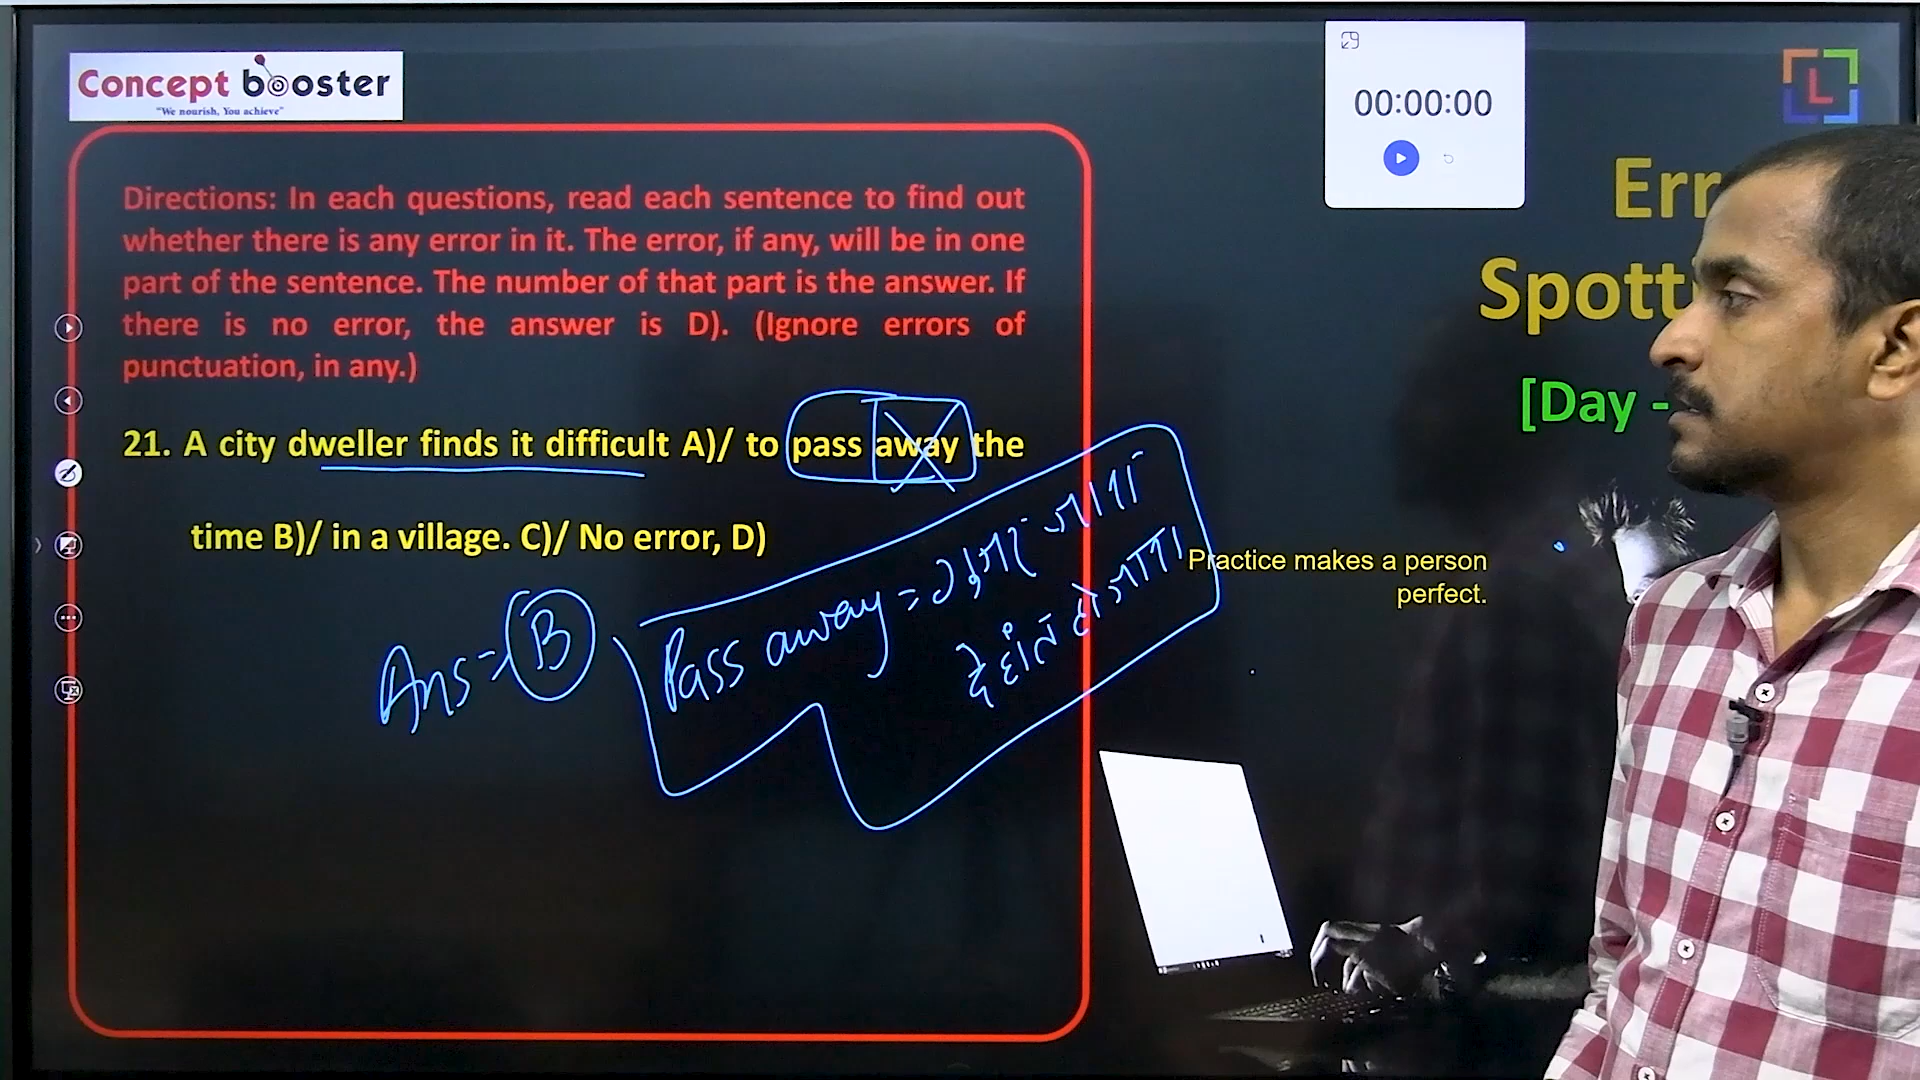 Concept booster
"We nourish, You achieve"
00:00:00
L
Directions: In each questions, read each sentence to find out
whether there is any error in it. The error, if any, will be in one
part of the sentence. The number of that part is the answer. If
there is no error, the answer is D). (Ignore errors of
punctuation, in any.)
21. A city dweller finds it difficult A)/ to pass away the
time B)/ in a village. C)/ No error, D)
Ans = B
Pass away = गुजर जाना
देहांत हो जाना
Err
Spott
[Day -
Practice makes a person
perfect.